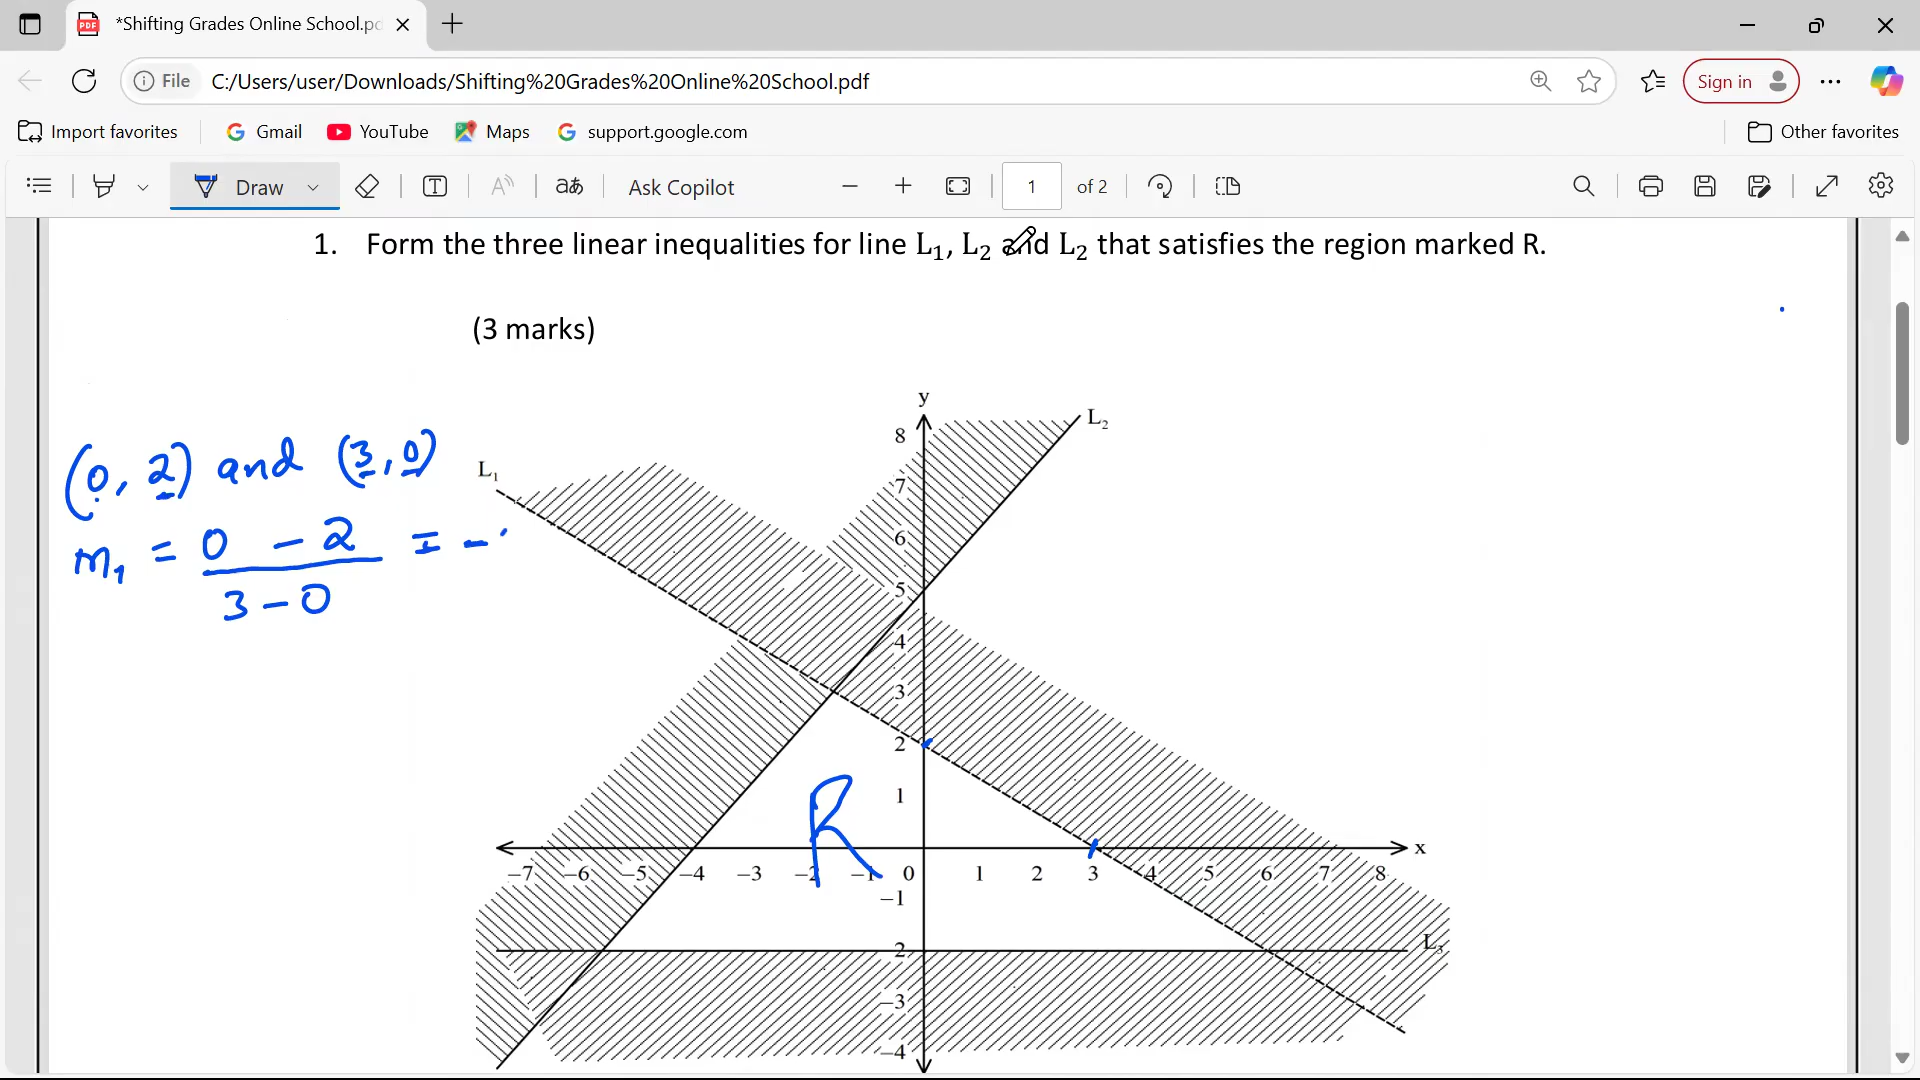 *Shifting Grades Online School.pd
File C:/Users/user/Downloads/Shifting%20Grades%20Online%20School.pdf
Sign in
Import favorites Gmail YouTube Maps support.google.com Other favorites
Draw Ask Copilot 1 of 2
1. Form the three linear inequalities for line L₁, L₂ and L₂ that satisfies the region marked R.
(3 marks)
(0, 2) and (3, 0)
m₁ = 0 - 2 / 3 - 0 = -
y
L₂
L₁
8
7
6
5
4
3
2
1
R
x
-7 -6 -5 -4 -3 -2 -1 0 1 2 3 4 5 6 7 8
-1
2
L₃
-3
-4